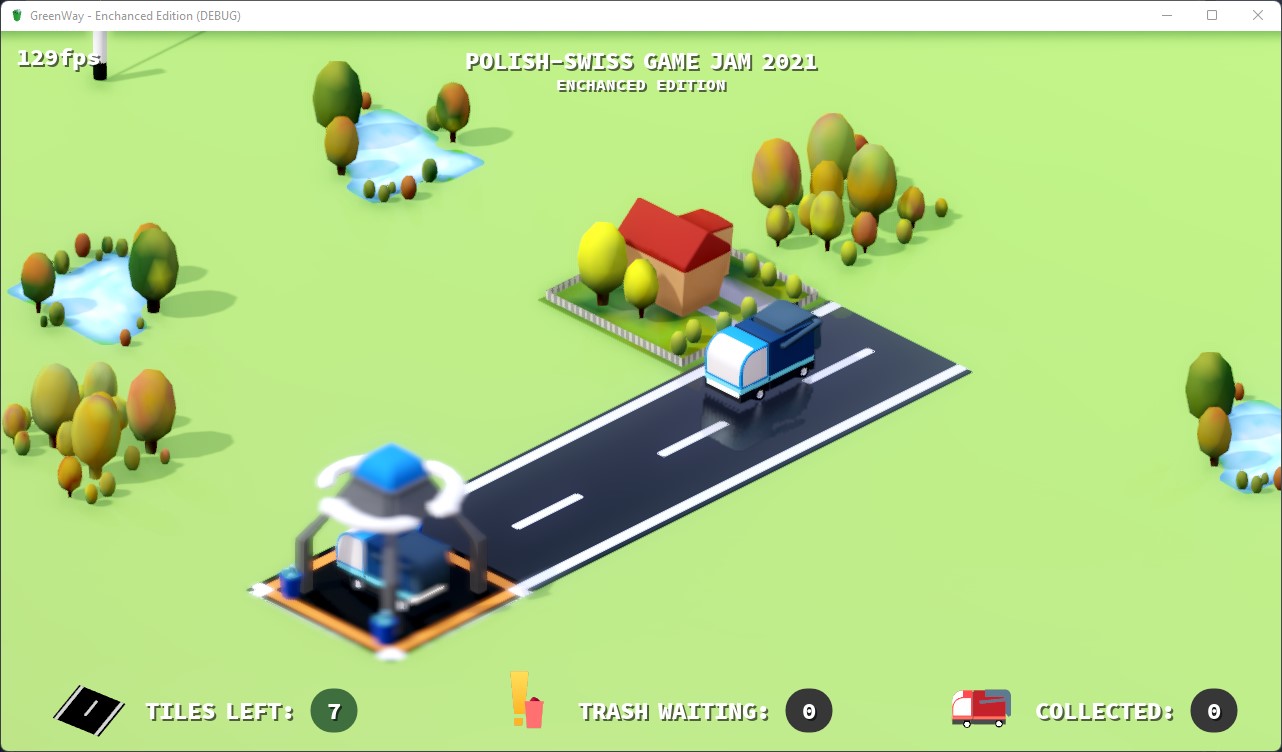 GreenWay - Enchanced Edition (DEBUG)
129fps
POLISH-SWISS GAME JAM 2021
ENCHANCED EDITION
TILES LEFT: 7
TRASH WAITING: 0
COLLECTED: 0